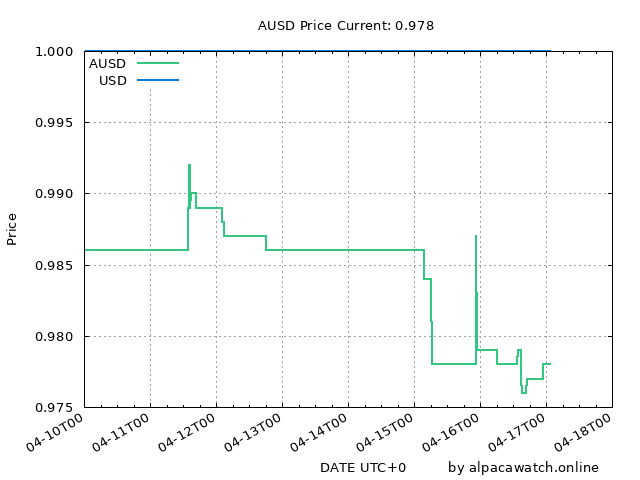 AUSD Price Current: 0.978
1.000
AUSD
USD
0.995
0.990
Price
0.985
0.980
0.975
04-10T00 04-11T00 04-12T00 04-13T00 04-14T00 04-15T00 04-16T00 04-17T00 04-18T00
DATE UTC+0 by alpacawatch.online